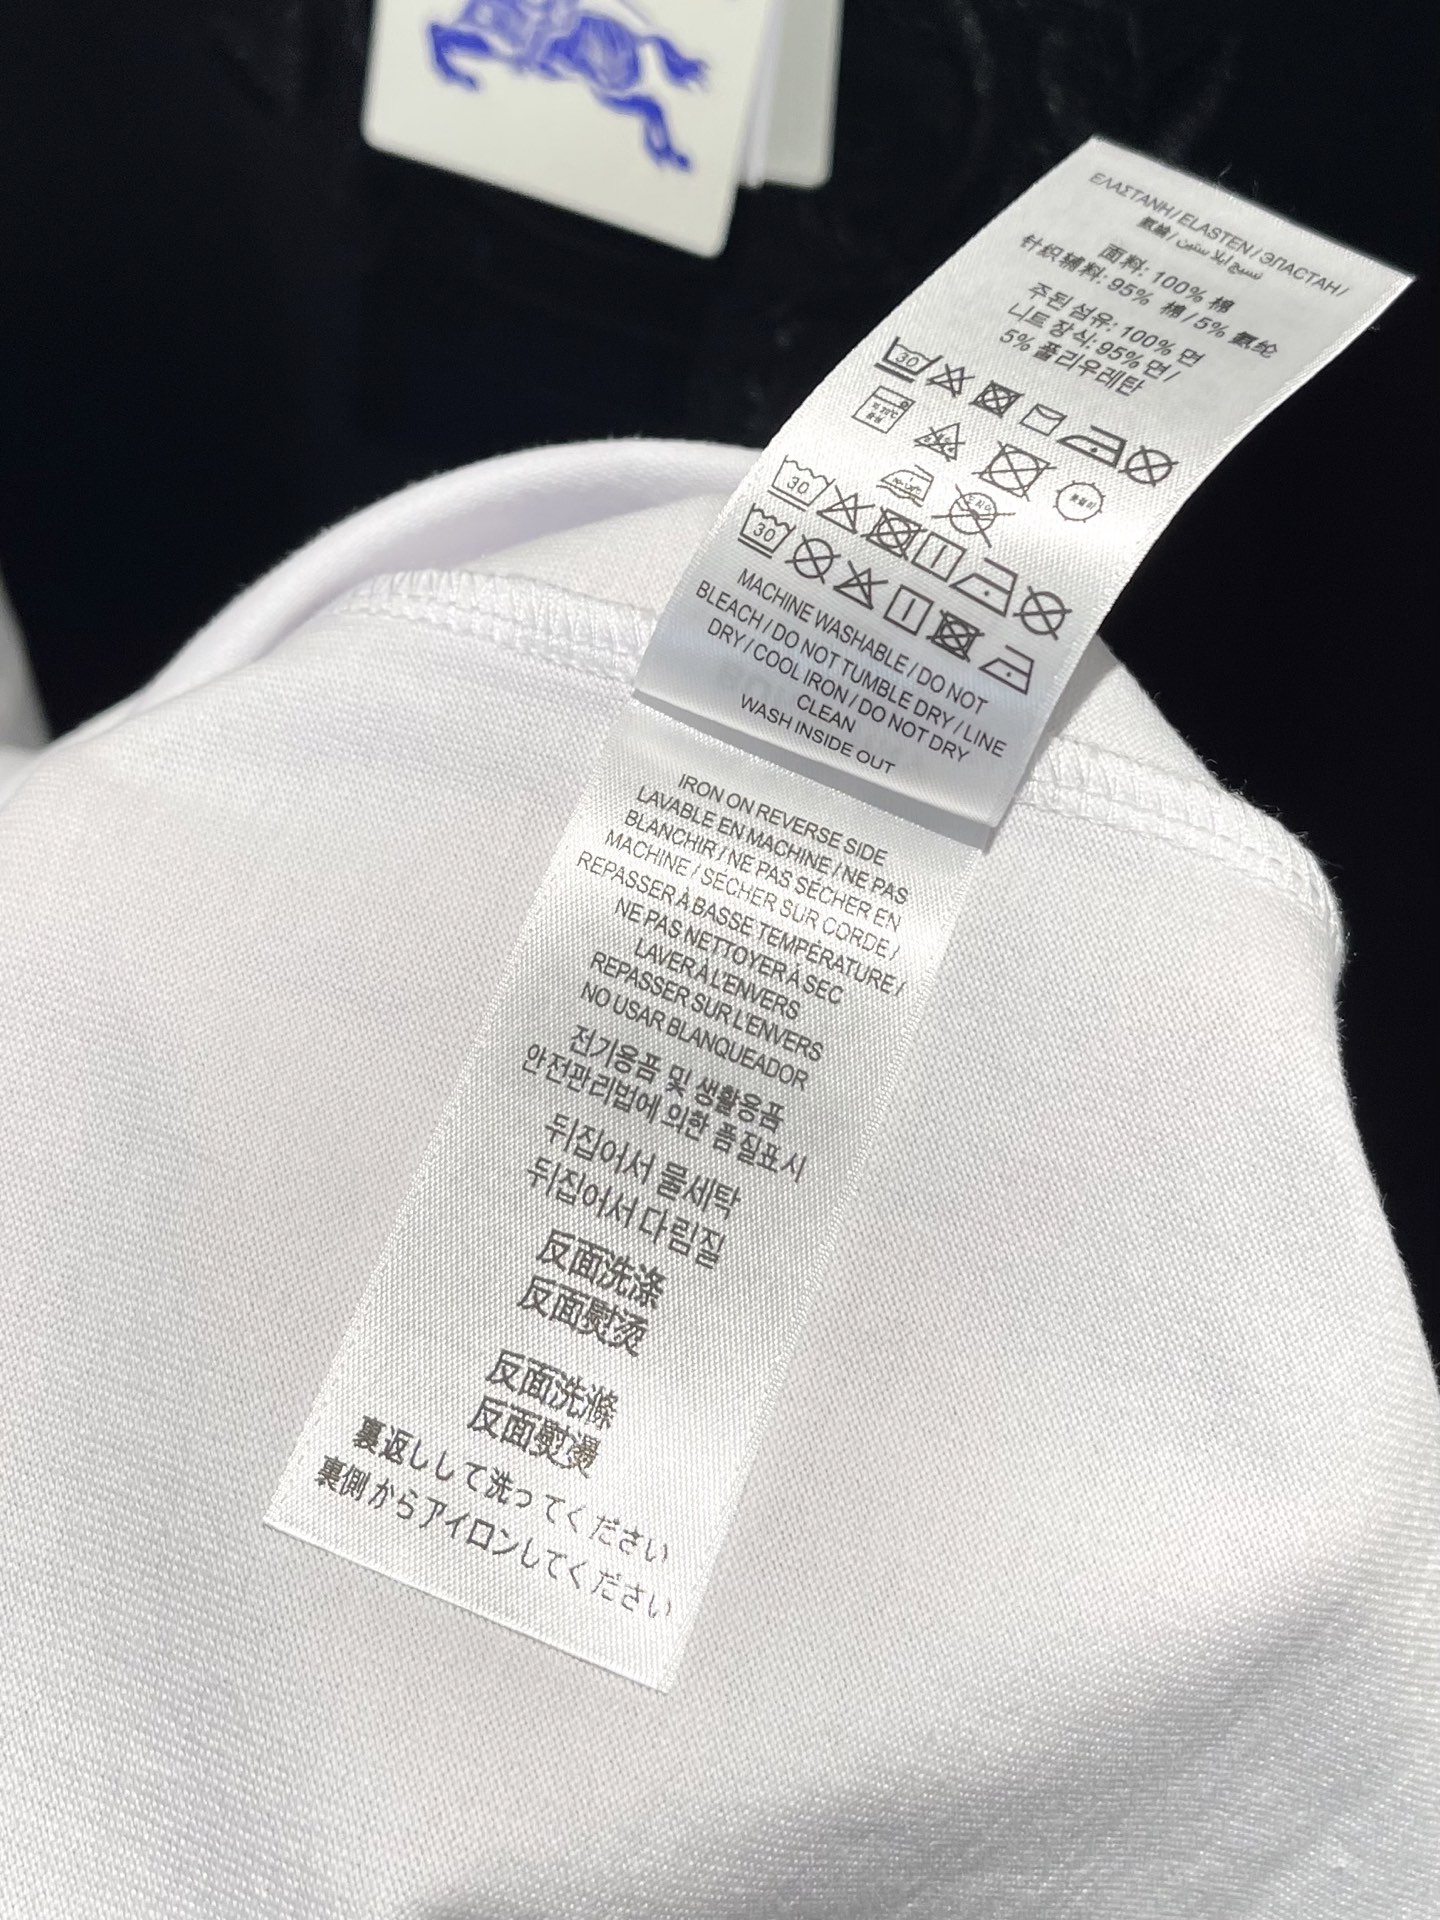 ΕΛΑΣΤΑΝΗ / ELASTEN / ЭЛАСТАН /
氨綸 / نسيج ايلا ستين
面料: 100% 棉
针织辅料: 95% 棉 / 5% 氨纶
주된 섬유: 100% 면
니트 장식: 95% 면 /
5% 폴리우레탄
30
30
30
MACHINE WASHABLE / DO NOT
BLEACH / DO NOT TUMBLE DRY / LINE
DRY / COOL IRON / DO NOT DRY
CLEAN
WASH INSIDE OUT
IRON ON REVERSE SIDE
LAVABLE EN MACHINE / NE PAS
BLANCHIR / NE PAS SÉCHER EN
MACHINE / SÉCHER SUR CORDE /
REPASSER À BASSE TEMPÉRATURE /
NE PAS NETTOYER À SEC
LAVER À L'ENVERS
REPASSER SUR L'ENVERS
NO USAR BLANQUEADOR
전기용품 및 생활용품
안전관리법에 의한 품질표시
뒤집어서 물세탁
뒤집어서 다림질
反面洗涤
反面熨烫
反面洗滌
反面熨燙
裏返しして洗ってください
裏側からアイロンしてください